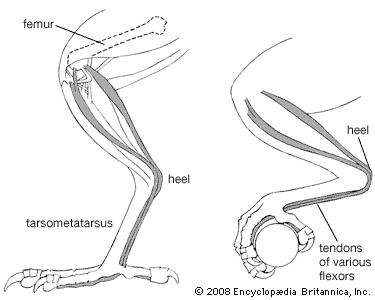 femur
heel
tarsometatarsus
heel
tendons
of various
flexors
© 2008 Encyclopædia Britannica, Inc.